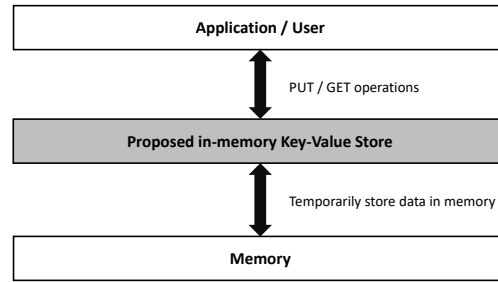 Application / User
PUT / GET operations
Proposed in-memory Key-Value Store
Temporarily store data in memory
Memory